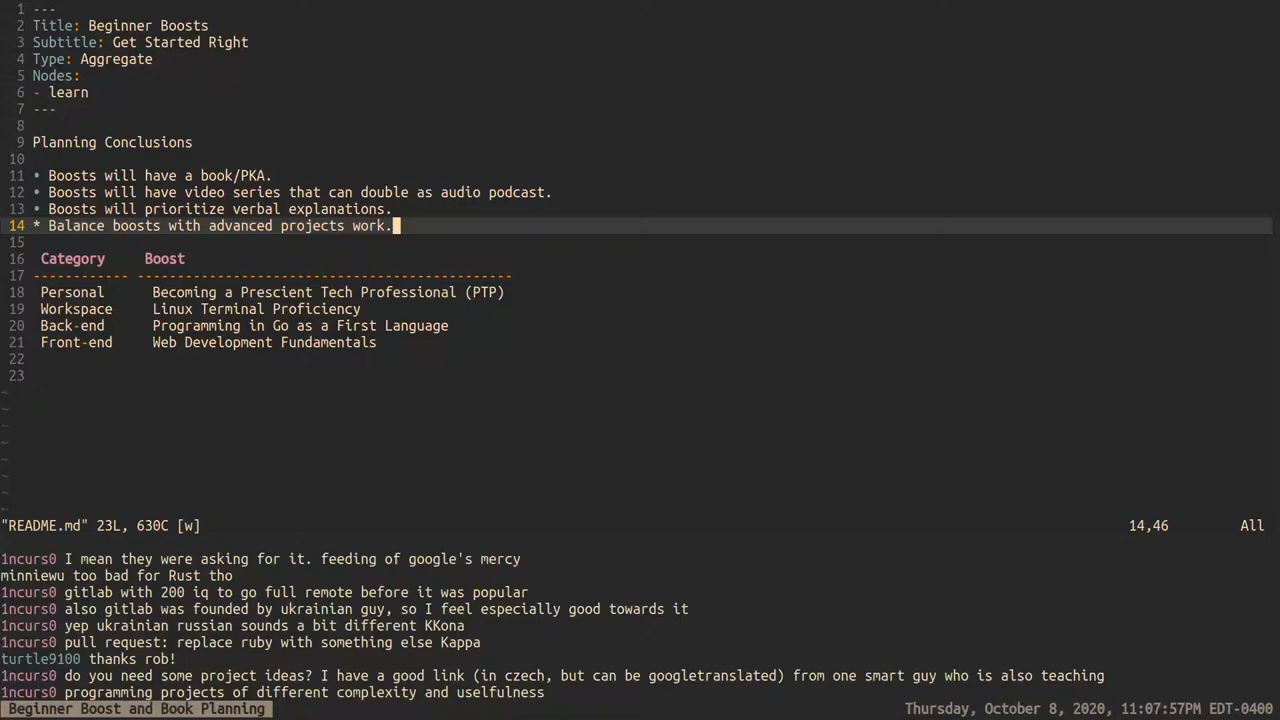 1 ---
2 Title: Beginner Boosts
3 Subtitle: Get Started Right
4 Type: Aggregate
5 Nodes:
6 - learn
7 ---
8
9 Planning Conclusions
10
11 • Boosts will have a book/PKA.
12 • Boosts will have video series that can double as audio podcast.
13 • Boosts will prioritize verbal explanations.
14 * Balance boosts with advanced projects work.
15
16 Category Boost
17 ------------ -----------------------------------------------
18 Personal Becoming a Prescient Tech Professional (PTP)
19 Workspace Linux Terminal Proficiency
20 Back-end Programming in Go as a First Language
21 Front-end Web Development Fundamentals
22
23
~
~
~
~
~
~
~
~
"README.md" 23L, 630C [w] 14,46 All
1ncurs0 I mean they were asking for it. feeding of google's mercy
minniewu too bad for Rust tho
1ncurs0 gitlab with 200 iq to go full remote before it was popular
1ncurs0 also gitlab was founded by ukrainian guy, so I feel especially good towards it
1ncurs0 yep ukrainian russian sounds a bit different KKona
1ncurs0 pull request: replace ruby with something else Kappa
turtle9100 thanks rob!
1ncurs0 do you need some project ideas? I have a good link (in czech, but can be googletranslated) from one smart guy who is also teaching
1ncurs0 programming projects of different complexity and uselfulness
Beginner Boost and Book Planning Thursday, October 8, 2020, 11:07:57PM EDT-0400